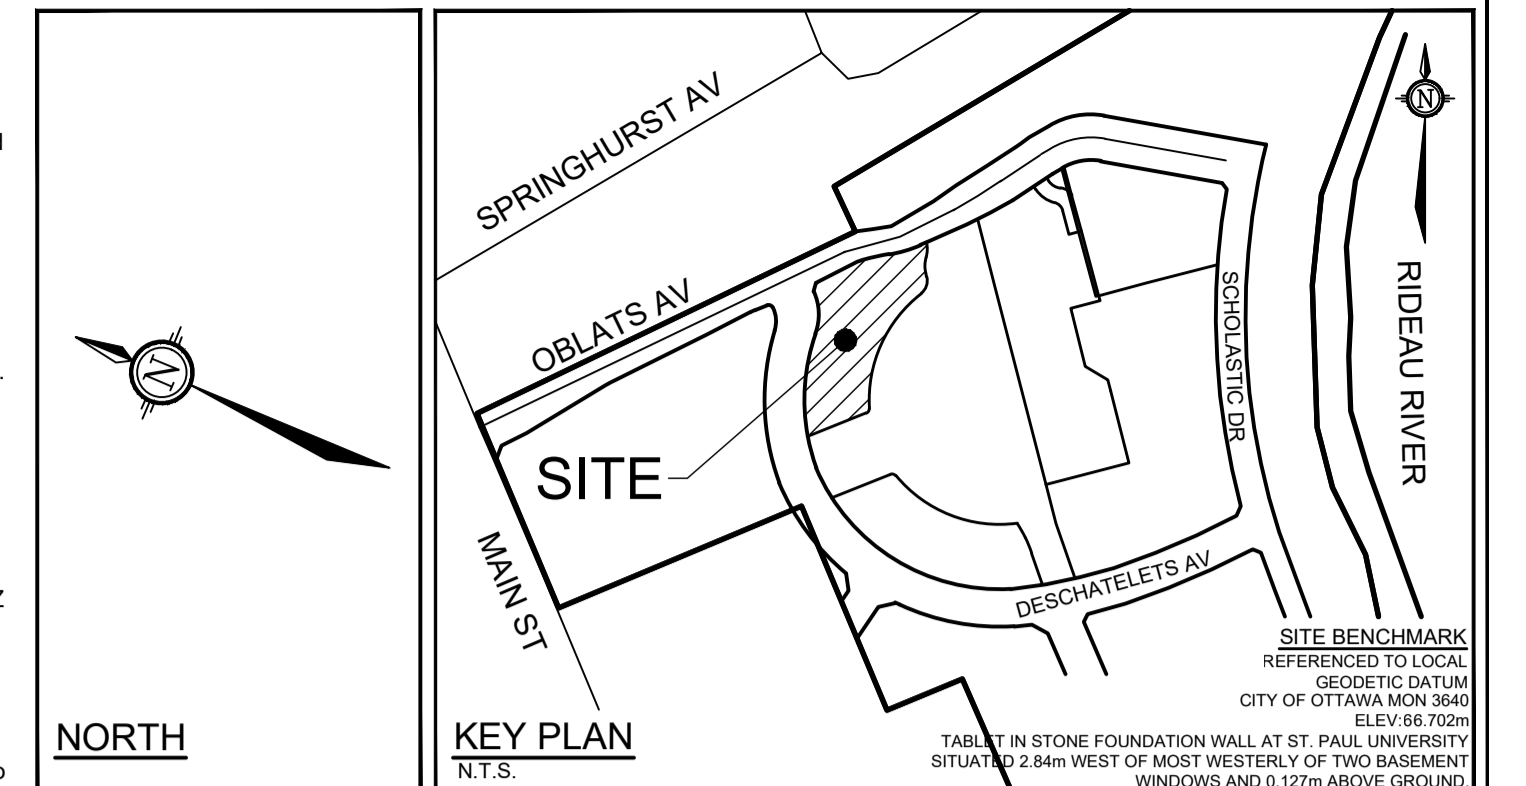 N
NORTH
SPRINGHURST AV
OBLATS AV
SITE
MAIN ST
DESCHATELETS AV
SCHOLASTIC DR
RIDEAU RIVER
N
KEY PLAN
N.T.S.
SITE BENCHMARK
REFERENCED TO LOCAL
GEODETIC DATUM
CITY OF OTTAWA MON 3640
ELEV:66.702m
TABLET IN STONE FOUNDATION WALL AT ST. PAUL UNIVERSITY
SITUATED 2.84m WEST OF MOST WESTERLY OF TWO BASEMENT
WINDOWS AND 0.127m ABOVE GROUND.